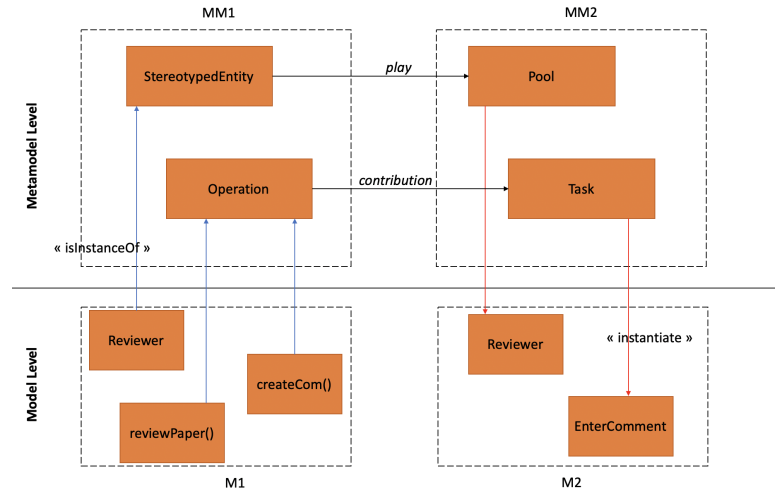 MM1
MM2
StereotypedEntity
play
Pool
Metamodel Level
Operation
contribution
Task
« isInstanceOf »
Reviewer
Reviewer
« instantiate »
Model Level
createCom()
reviewPaper()
EnterComment
M1
M2